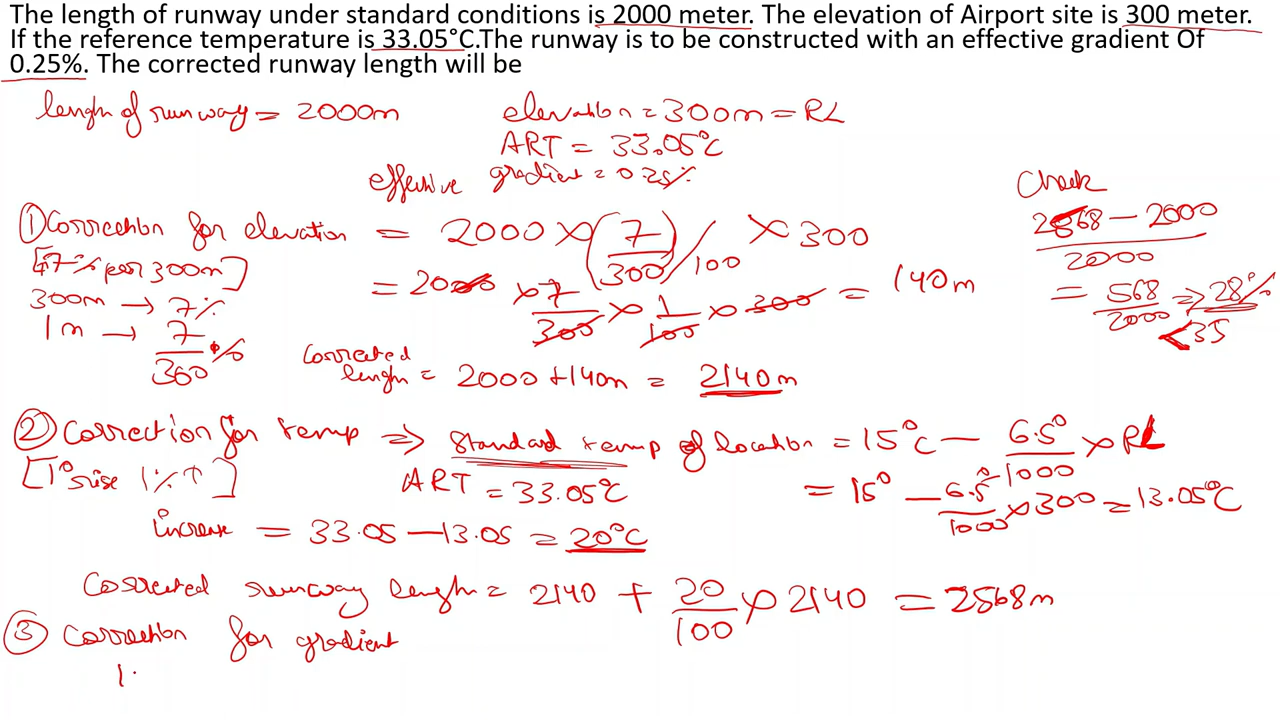 The length of runway under standard conditions is 2000 meter. The elevation of Airport site is 300 meter.
If the reference temperature is 33.05°C.The runway is to be constructed with an effective gradient Of
0.25%. The corrected runway length will be
length of runway = 2000m
elevation = 300m = RL
ART = 33.05°C
effective gradient = 0.25%
① Correction for elevation = 2000 × (7/300)/100 × 300
[7% per 300m]
= 2000 × 7/300 × 1/100 × 300 = 140m
300m → 7%
1m → 7/300 %
Corrected length = 2000 + 140m = 2140m
Check
2568 - 2000 / 2000
= 568/2000 ⇒ 28%
< 35
② Correction for temp ⇒ Standard temp of location = 15°C - 6.5°/1000 × RL
[1° rise 1% ↑]
ART = 33.05°C
= 15° - 6.5°/1000 × 300 = 13.05°C
increase = 33.05 - 13.05 = 20°C
Corrected runway length = 2140 + 20/100 × 2140 = 2568m
③ Correction for gradient
1.